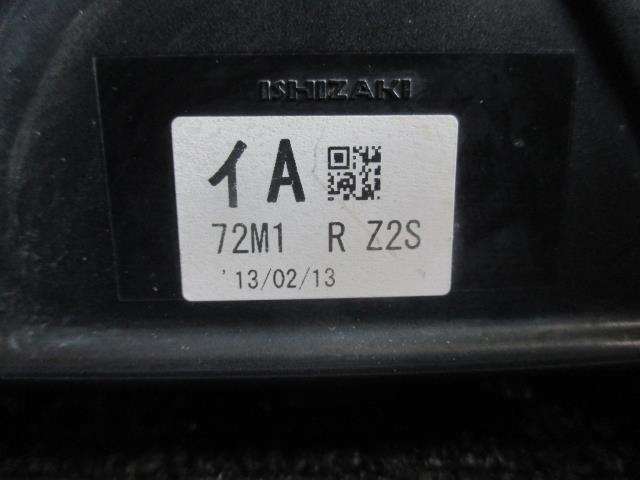 ISHIZAKI
イA
72M1 R Z2S
'13/02/13